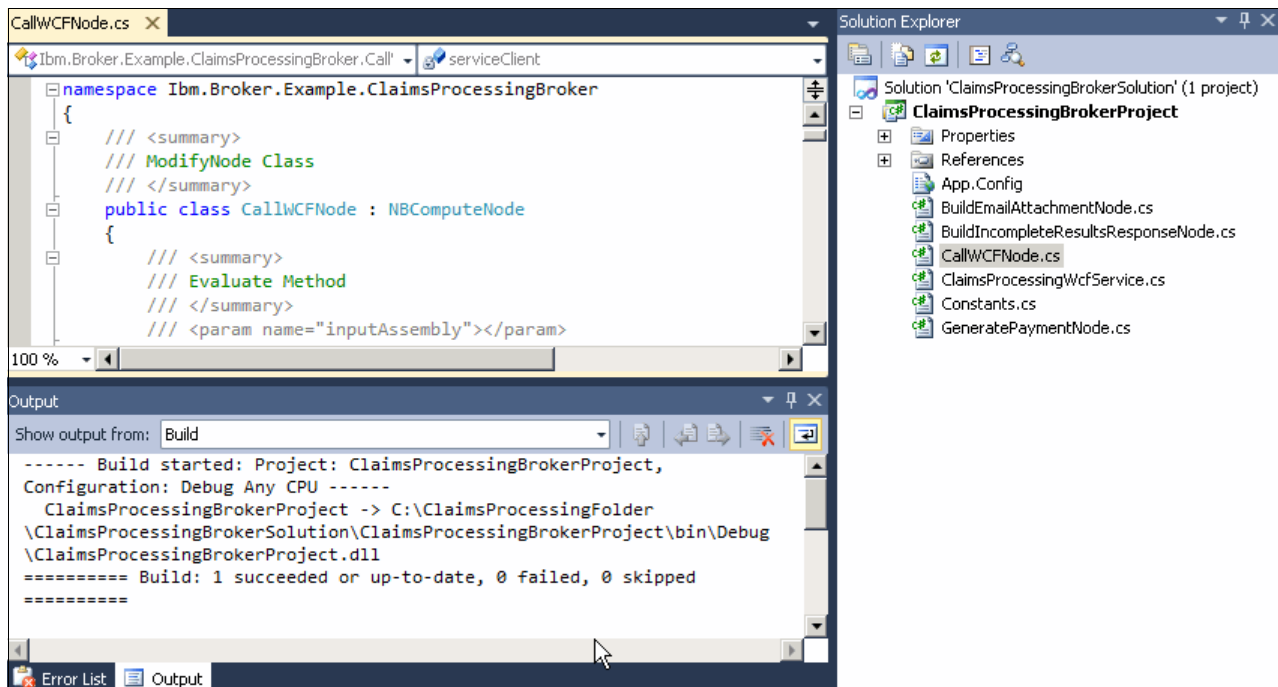 CallWCFNode.cs
Ibm.Broker.Example.ClaimsProcessingBroker.Call'
serviceClient
namespace Ibm.Broker.Example.ClaimsProcessingBroker
{
/// <summary>
/// ModifyNode Class
/// </summary>
public class CallWCFNode : NBComputeNode
{
/// <summary>
/// Evaluate Method
/// </summary>
/// <param name="inputAssembly"></param>
100 %
Output
Show output from: Build
------ Build started: Project: ClaimsProcessingBrokerProject,
Configuration: Debug Any CPU ------
ClaimsProcessingBrokerProject -> C:\ClaimsProcessingFolder
\ClaimsProcessingBrokerSolution\ClaimsProcessingBrokerProject\bin\Debug
\ClaimsProcessingBrokerProject.dll
========== Build: 1 succeeded or up-to-date, 0 failed, 0 skipped
==========
Error List
Output
Solution Explorer
Solution 'ClaimsProcessingBrokerSolution' (1 project)
ClaimsProcessingBrokerProject
Properties
References
App.Config
BuildEmailAttachmentNode.cs
BuildIncompleteResultsResponseNode.cs
CallWCFNode.cs
ClaimsProcessingWcfService.cs
Constants.cs
GeneratePaymentNode.cs